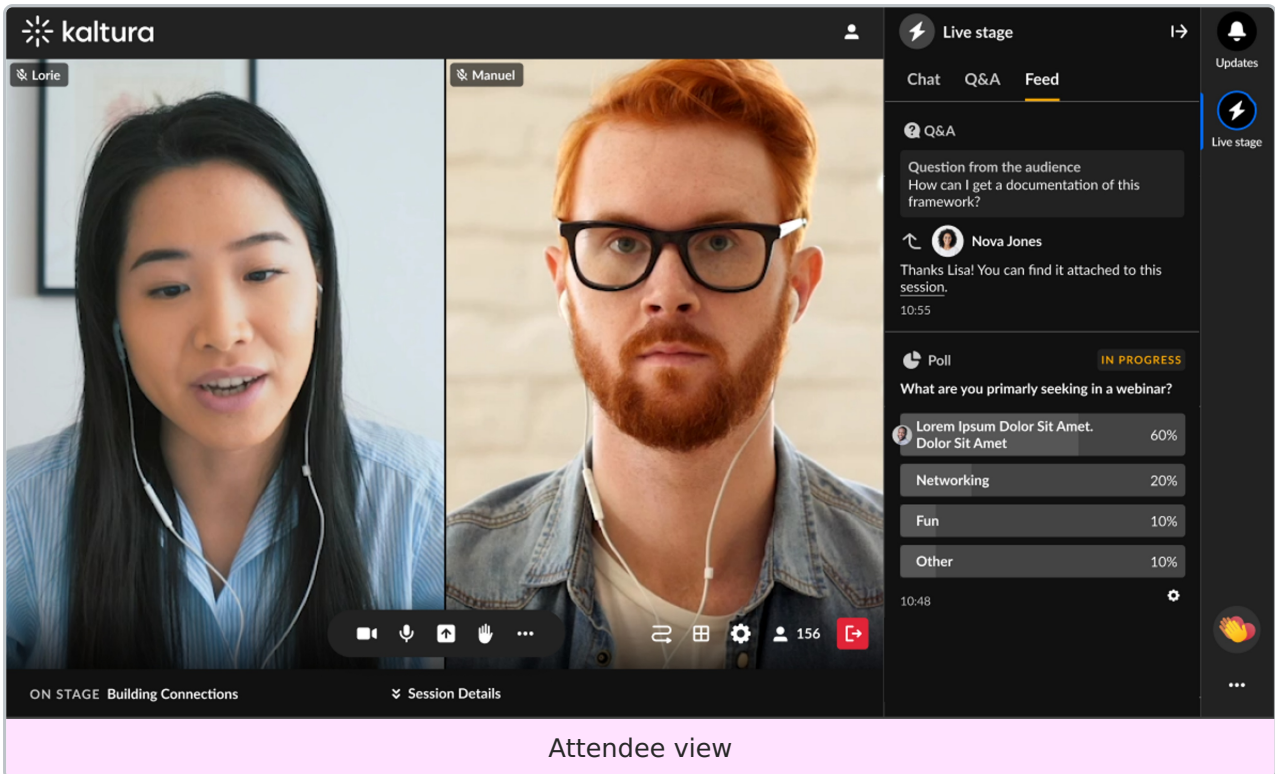 kaltura
Lorie
Manuel
156
ON STAGE Building Connections
Session Details
Live stage
Chat Q&A Feed
Q&A
Question from the audience
How can I get a documentation of this
framework?
Nova Jones
Thanks Lisa! You can find it attached to this
session.
10:55
Poll IN PROGRESS
What are you primarly seeking in a webinar?
Lorem Ipsum Dolor Sit Amet.
Dolor Sit Amet 60%
Networking 20%
Fun 10%
Other 10%
10:48
Updates
Live stage
Attendee view